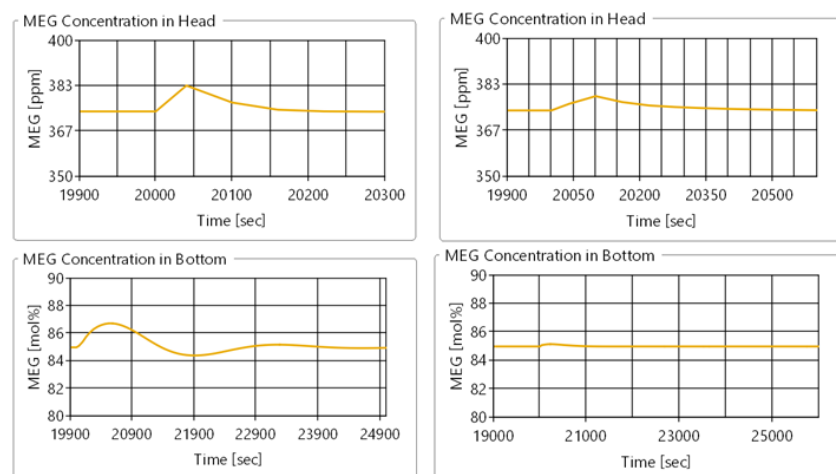 MEG Concentration in Head
400
383
367
350
MEG [ppm]
19900 20000 20100 20200 20300
Time [sec]
MEG Concentration in Head
400
383
367
350
MEG [ppm]
19900 20050 20200 20350 20500
Time [sec]
MEG Concentration in Bottom
90
88
86
84
82
80
MEG [mol%]
19900 20900 21900 22900 23900 24900
Time [sec]
MEG Concentration in Bottom
90
88
86
84
82
80
MEG [mol%]
19000 21000 23000 25000
Time [sec]